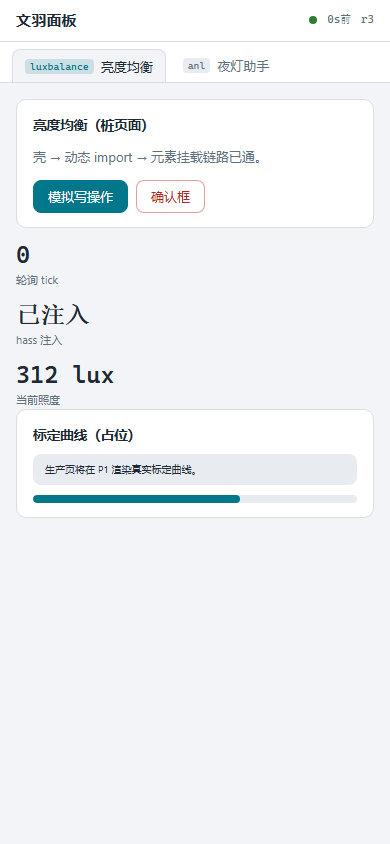 文羽面板
0s前 r3
luxbalance 亮度均衡
anl 夜灯助手
亮度均衡（桩页面）
壳 → 动态 import → 元素挂载链路已通。
模拟写操作 确认框
0
轮询 tick
已注入
hass 注入
312 lux
当前照度
标定曲线（占位）
生产页将在 P1 渲染真实标定曲线。